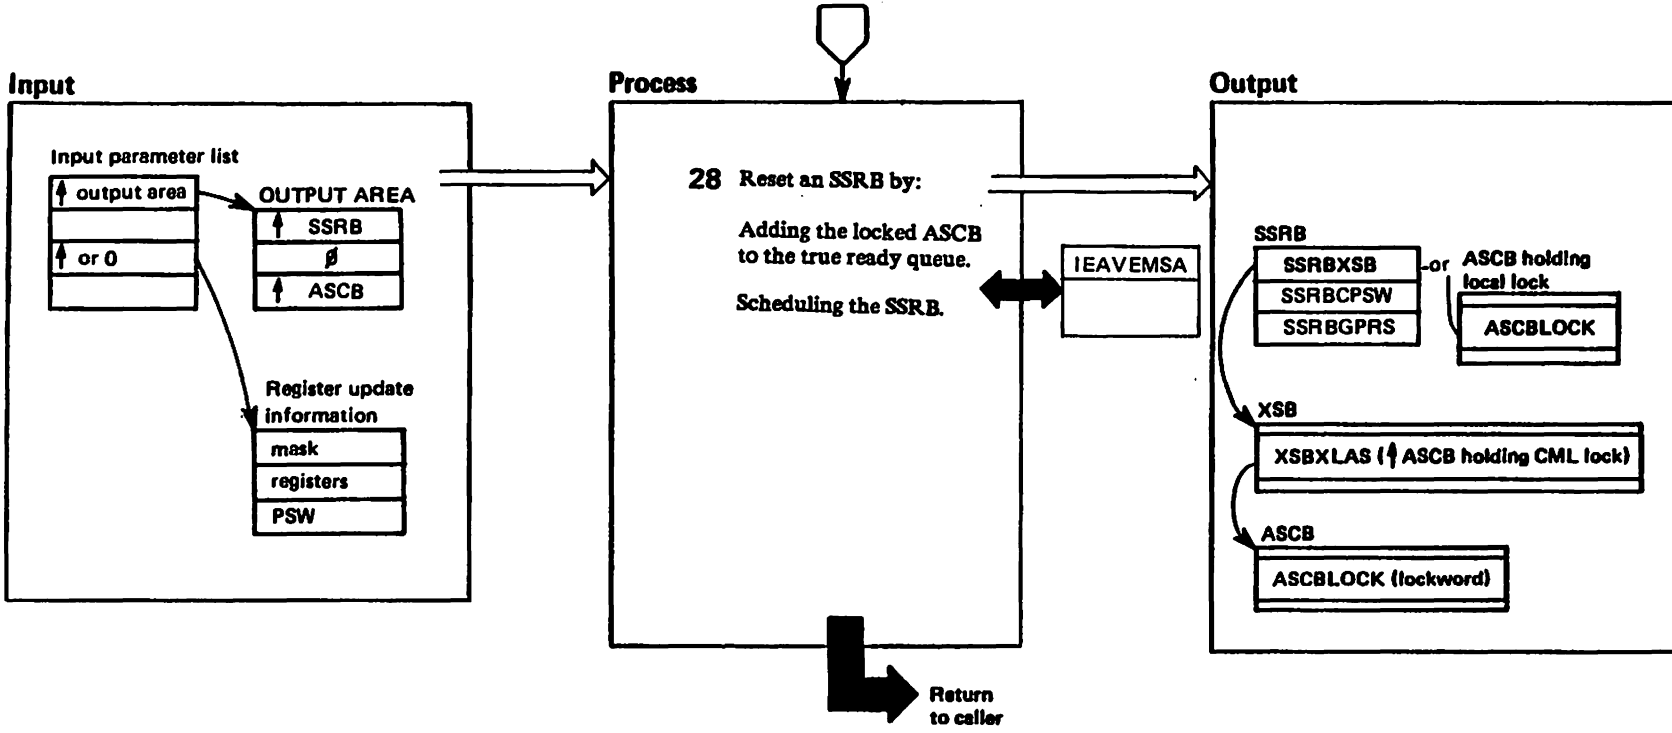 Input
Input parameter list
output area
or 0
OUTPUT AREA
SSRB
ø
ASCB
Register update
information
mask
registers
PSW
Process
28 Reset an SSRB by:
Adding the locked ASCB
to the true ready queue.
Scheduling the SSRB.
IEAVEMSA
Return
to caller
Output
SSRB
SSRBXSB
SSRBCPSW
SSRBGPRS
or
ASCB holding
local lock
ASCBLOCK
XSB
XSBXLAS (↑ ASCB holding CML lock)
ASCB
ASCBLOCK (lockword)